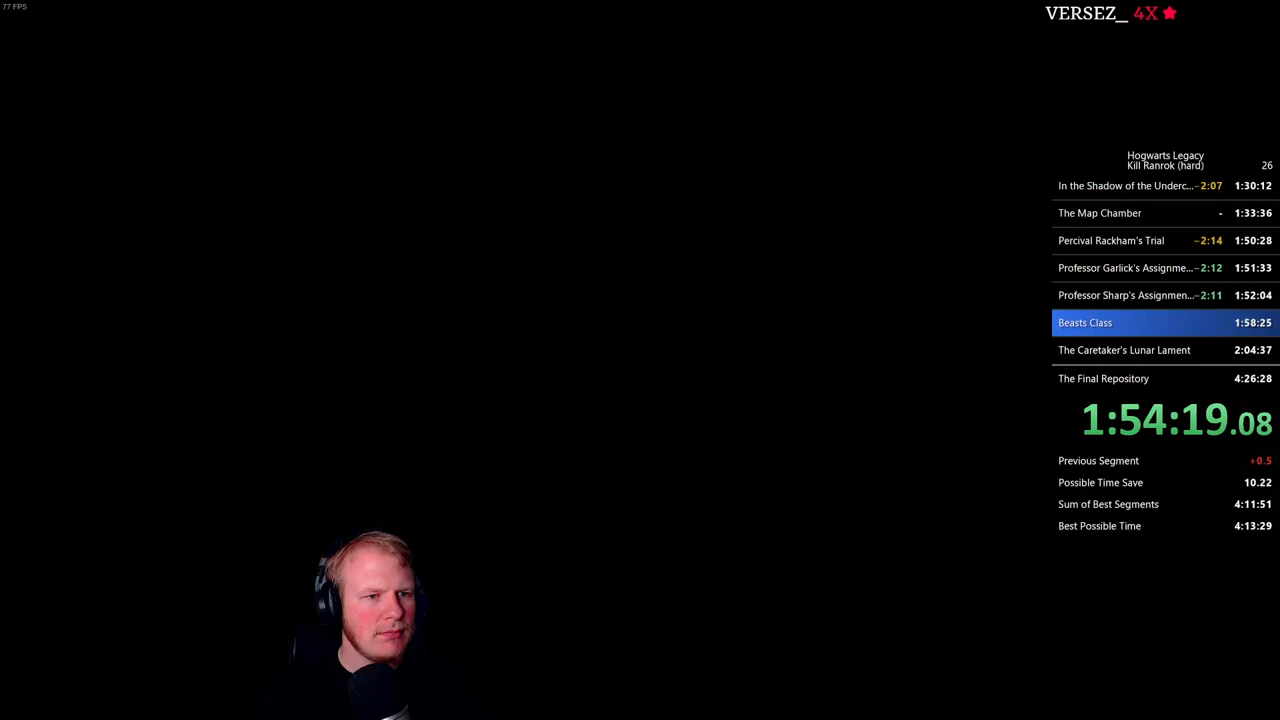 77 FPS
VERSEZ_ 4X
Hogwarts Legacy
Kill Ranrok (hard) 26
In the Shadow of the Underc... −2:07 1:30:12
The Map Chamber - 1:33:36
Percival Rackham's Trial −2:14 1:50:28
Professor Garlick's Assignme... −2:12 1:51:33
Professor Sharp's Assignmen... −2:11 1:52:04
Beasts Class 1:58:25
The Caretaker's Lunar Lament 2:04:37
The Final Repository 4:26:28
1:54:19.08
Previous Segment +0.5
Possible Time Save 10.22
Sum of Best Segments 4:11:51
Best Possible Time 4:13:29